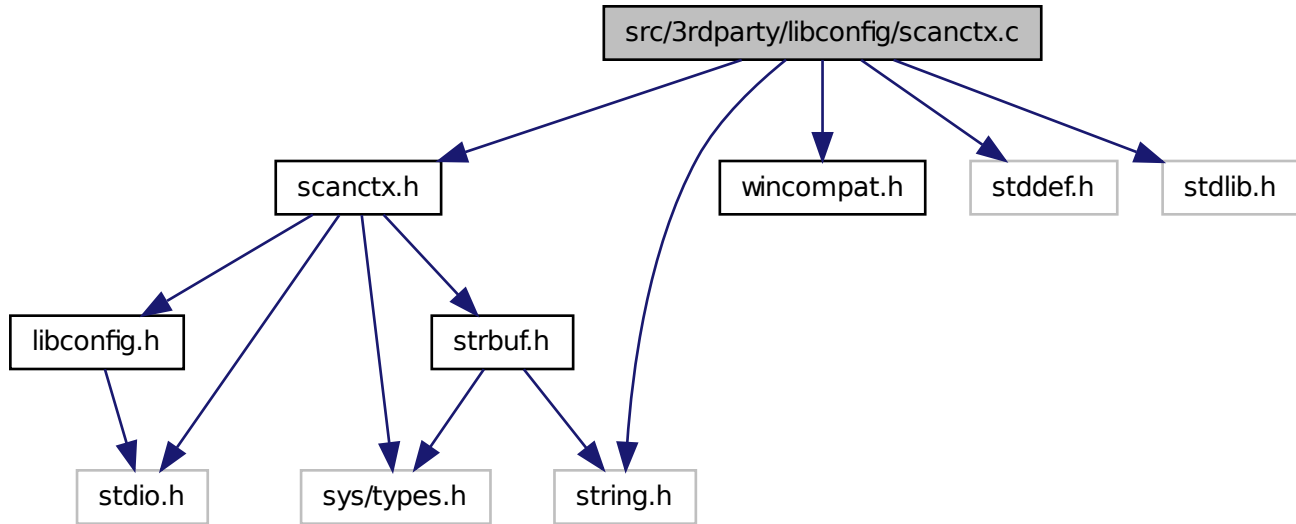 src/3rdparty/libconfig/scanctx.c
scanctx.h
wincompat.h
stddef.h
stdlib.h
libconfig.h
strbuf.h
stdio.h
sys/types.h
string.h